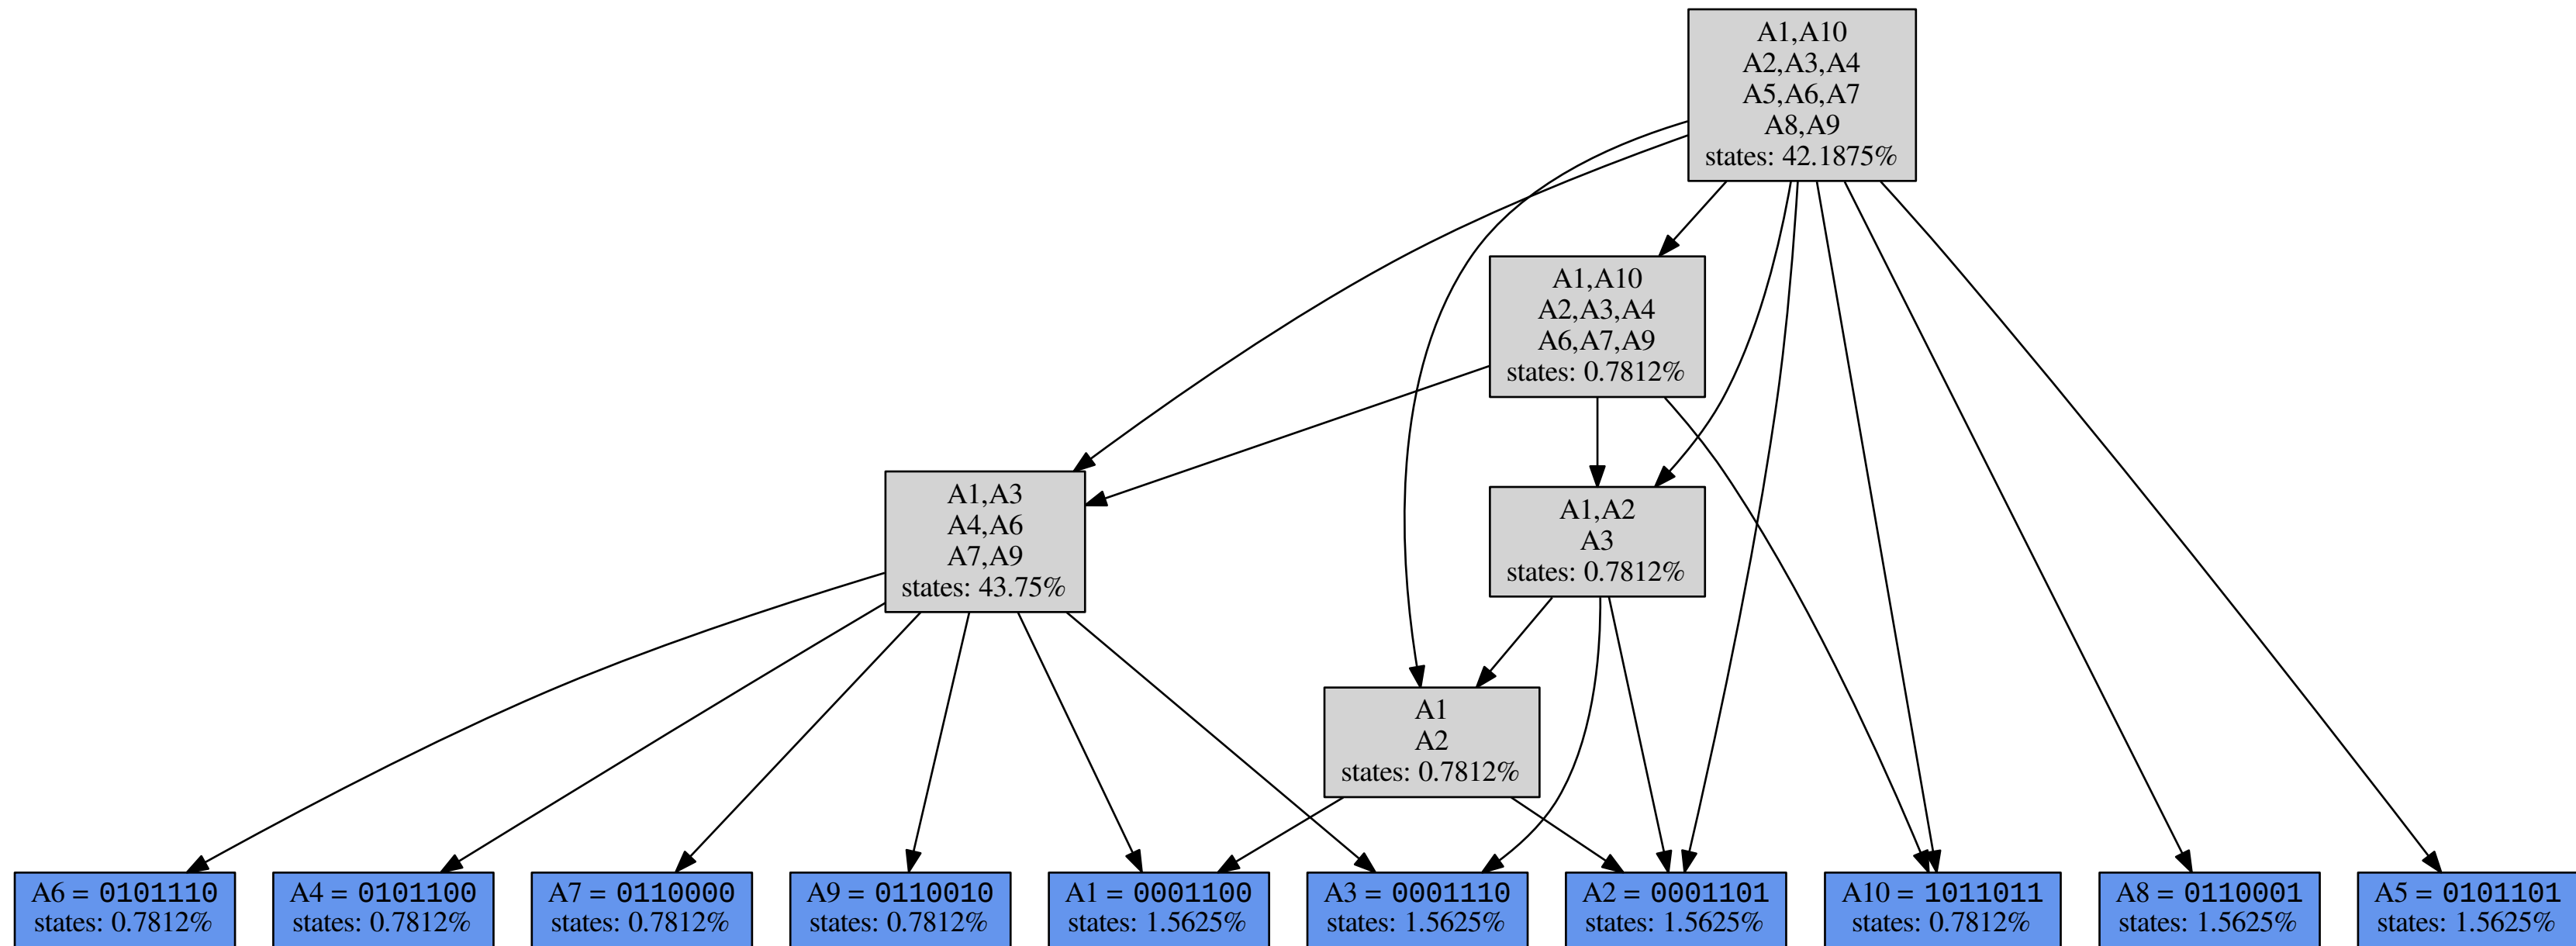 A1,A10
A2,A3,A4
A5,A6,A7
A8,A9
states: 42.1875%
A1,A10
A2,A3,A4
A6,A7,A9
states: 0.7812%
A1,A3
A4,A6
A7,A9
states: 43.75%
A1,A2
A3
states: 0.7812%
A1
A2
states: 0.7812%
A6 = 0101110
states: 0.7812%
A4 = 0101100
states: 0.7812%
A7 = 0110000
states: 0.7812%
A9 = 0110010
states: 0.7812%
A1 = 0001100
states: 1.5625%
A3 = 0001110
states: 1.5625%
A2 = 0001101
states: 1.5625%
A10 = 1011011
states: 0.7812%
A8 = 0110001
states: 1.5625%
A5 = 0101101
states: 1.5625%